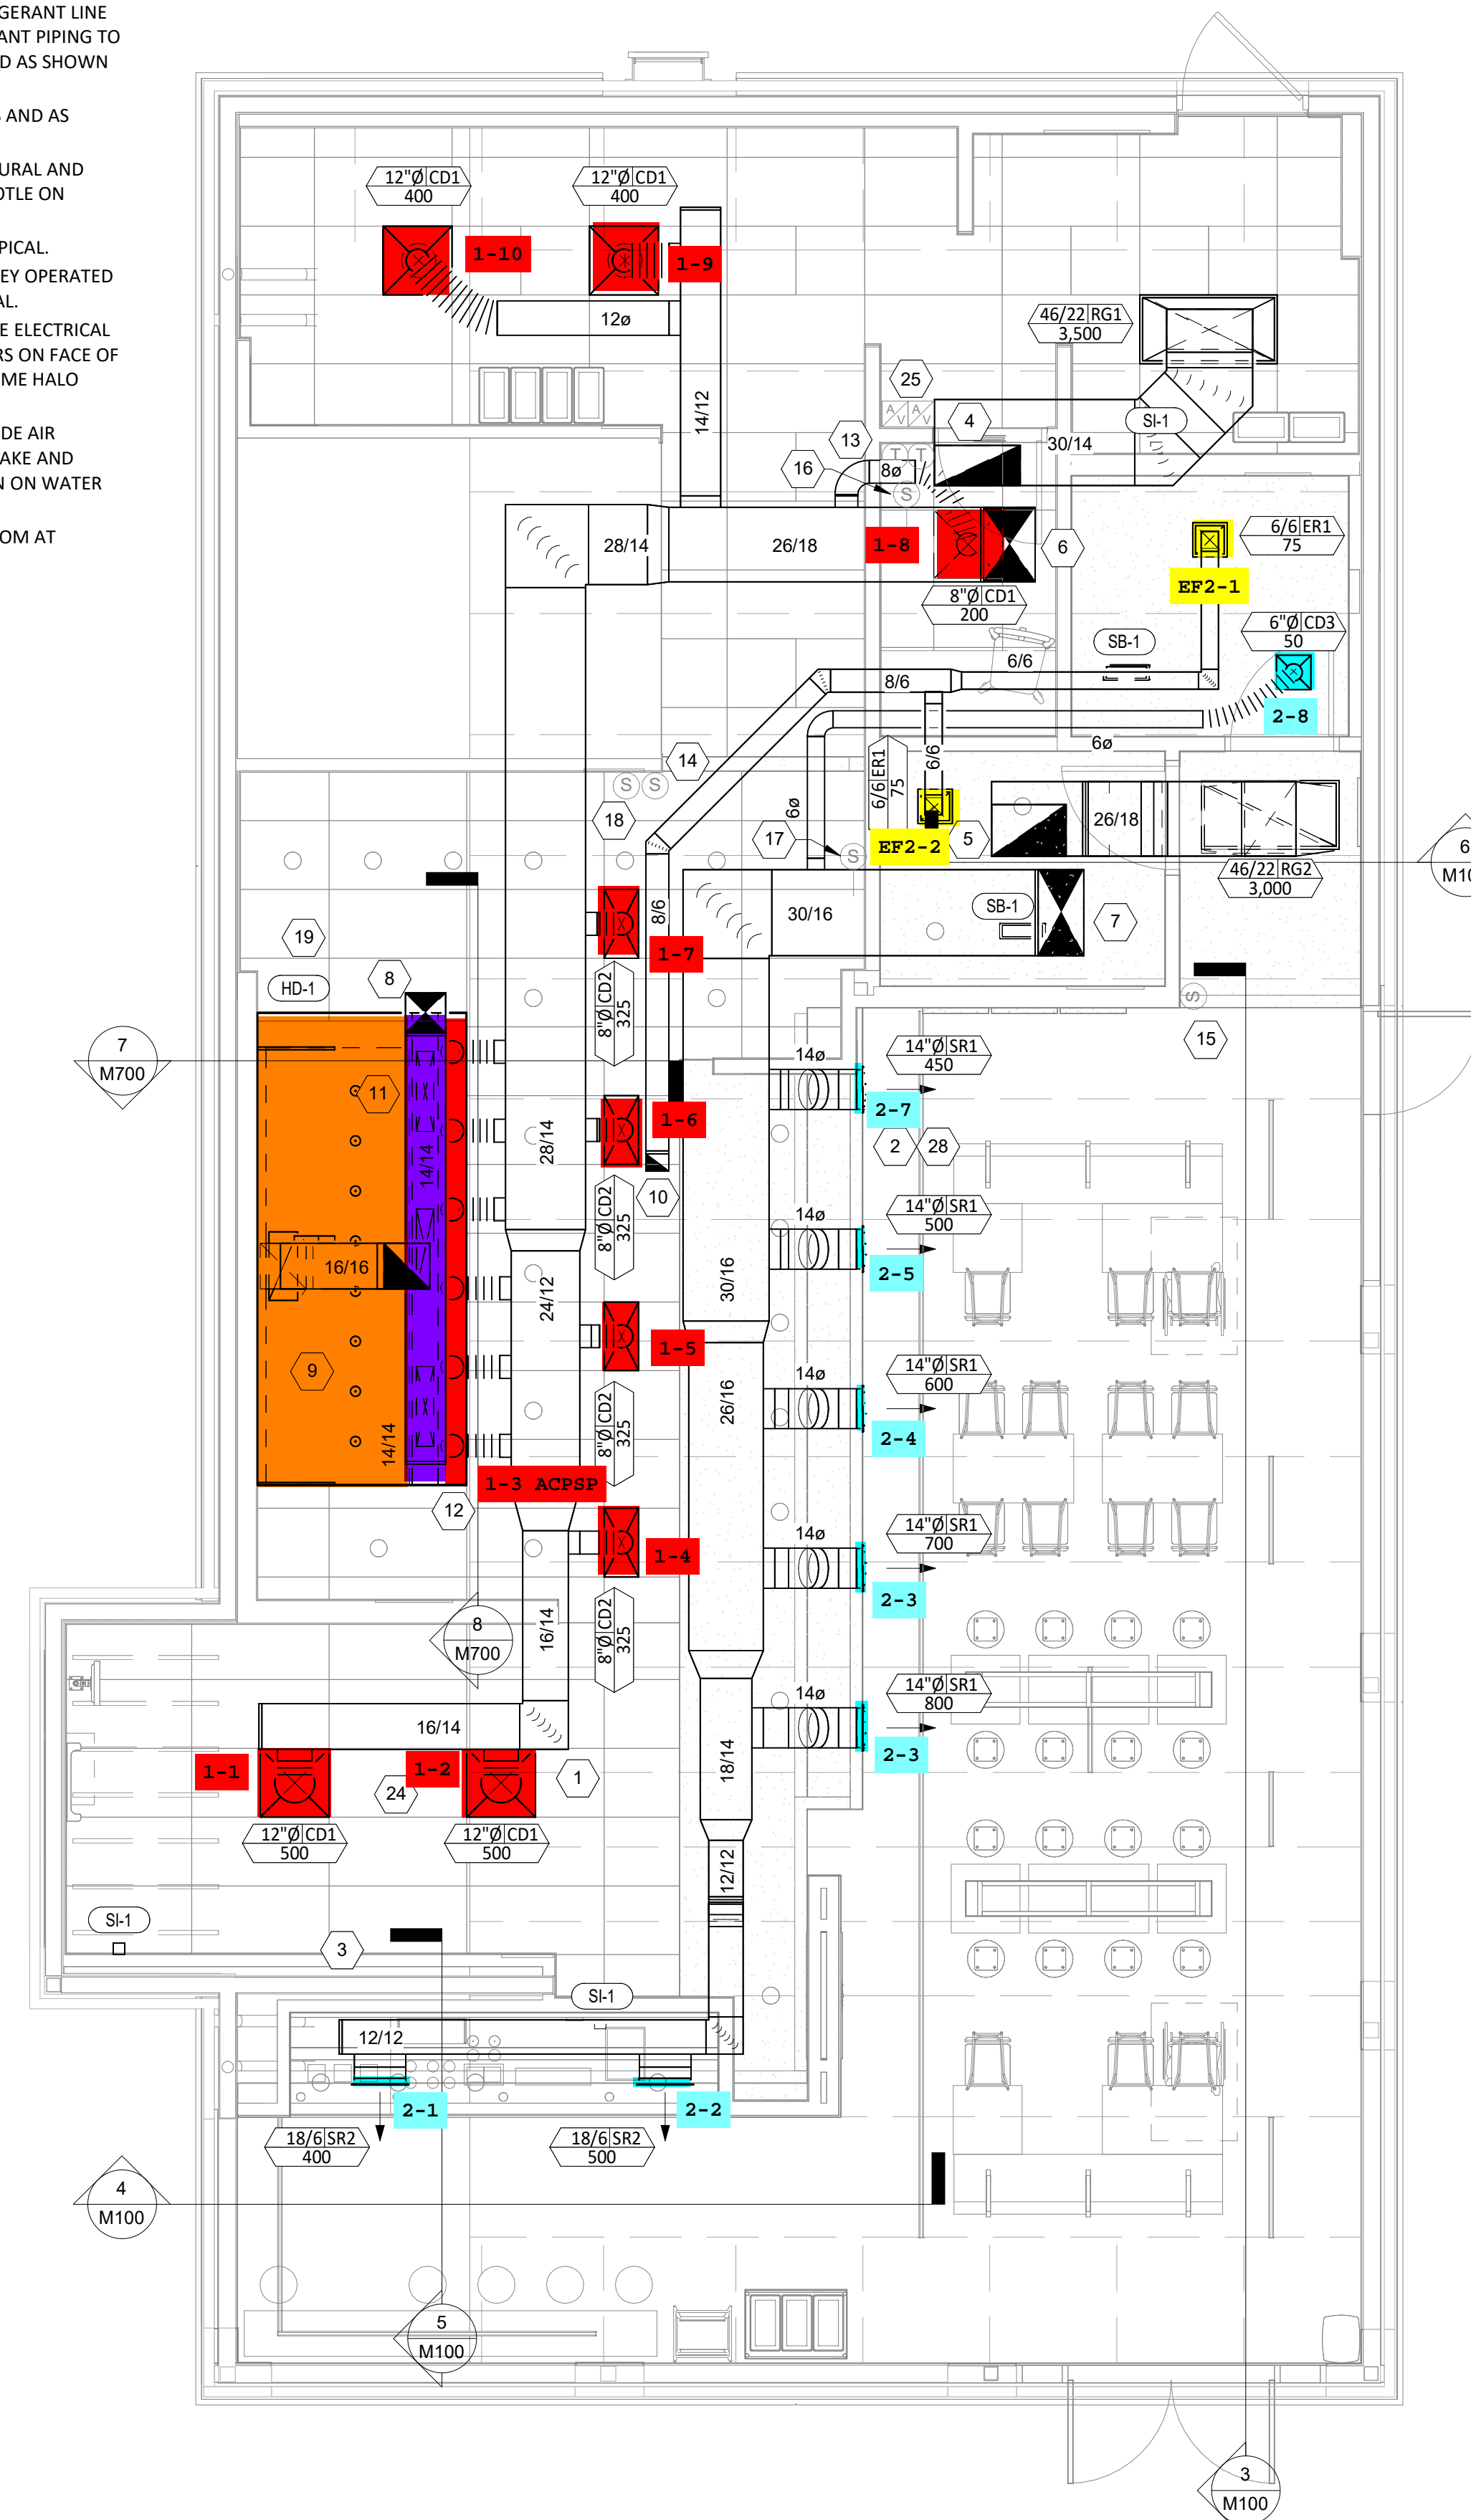 GERANT LINE
ANT PIPING TO
D AS SHOWN
AND AS
URAL AND
OTLE ON
PICAL.
EY OPERATED
AL.
E ELECTRICAL
RS ON FACE OF
ME HALO
DE AIR
AKE AND
N ON WATER
OM AT
12"Ø CD1
400
12"Ø CD1
400
1-10
1-9
12ø
14/12
46/22 RG1
3,500
25
A/V A/V
4
SI-1
30/14
13
T T
16
8ø
S
28/14
26/18
1-8
6
6/6 ER1
75
EF2-1
8"Ø CD1
200
6"Ø CD3
50
SB-1
6/6
8/6
2-8
6ø
14
S S
6/6
6/6 ER1
75
6ø
18
17
S
EF2-2
5
26/18
46/22 RG2
3,000
6
M10
8/6
30/16
SB-1
7
19
1-7
8
HD-1
8"Ø CD2
325
S
15
7
M700
14ø
14"Ø SR1
450
11
2-7
1-6
14/14
28/14
2
28
10
8"Ø CD2
325
14ø
14"Ø SR1
500
2-5
16/16
24/12
30/16
1-5
9
14ø
14"Ø SR1
600
26/16
8"Ø CD2
325
2-4
14/14
1-3 ACPSP
12
14ø
14"Ø SR1
700
1-4
2-3
8
M700
16/14
8"Ø CD2
325
14ø
14"Ø SR1
800
16/14
2-3
18/14
1-1
1-2
1
24
12"Ø CD1
500
12"Ø CD1
500
12/12
SI-1
3
SI-1
12/12
2-1
2-2
18/6 SR2
400
18/6 SR2
500
4
M100
5
M100
3
M100